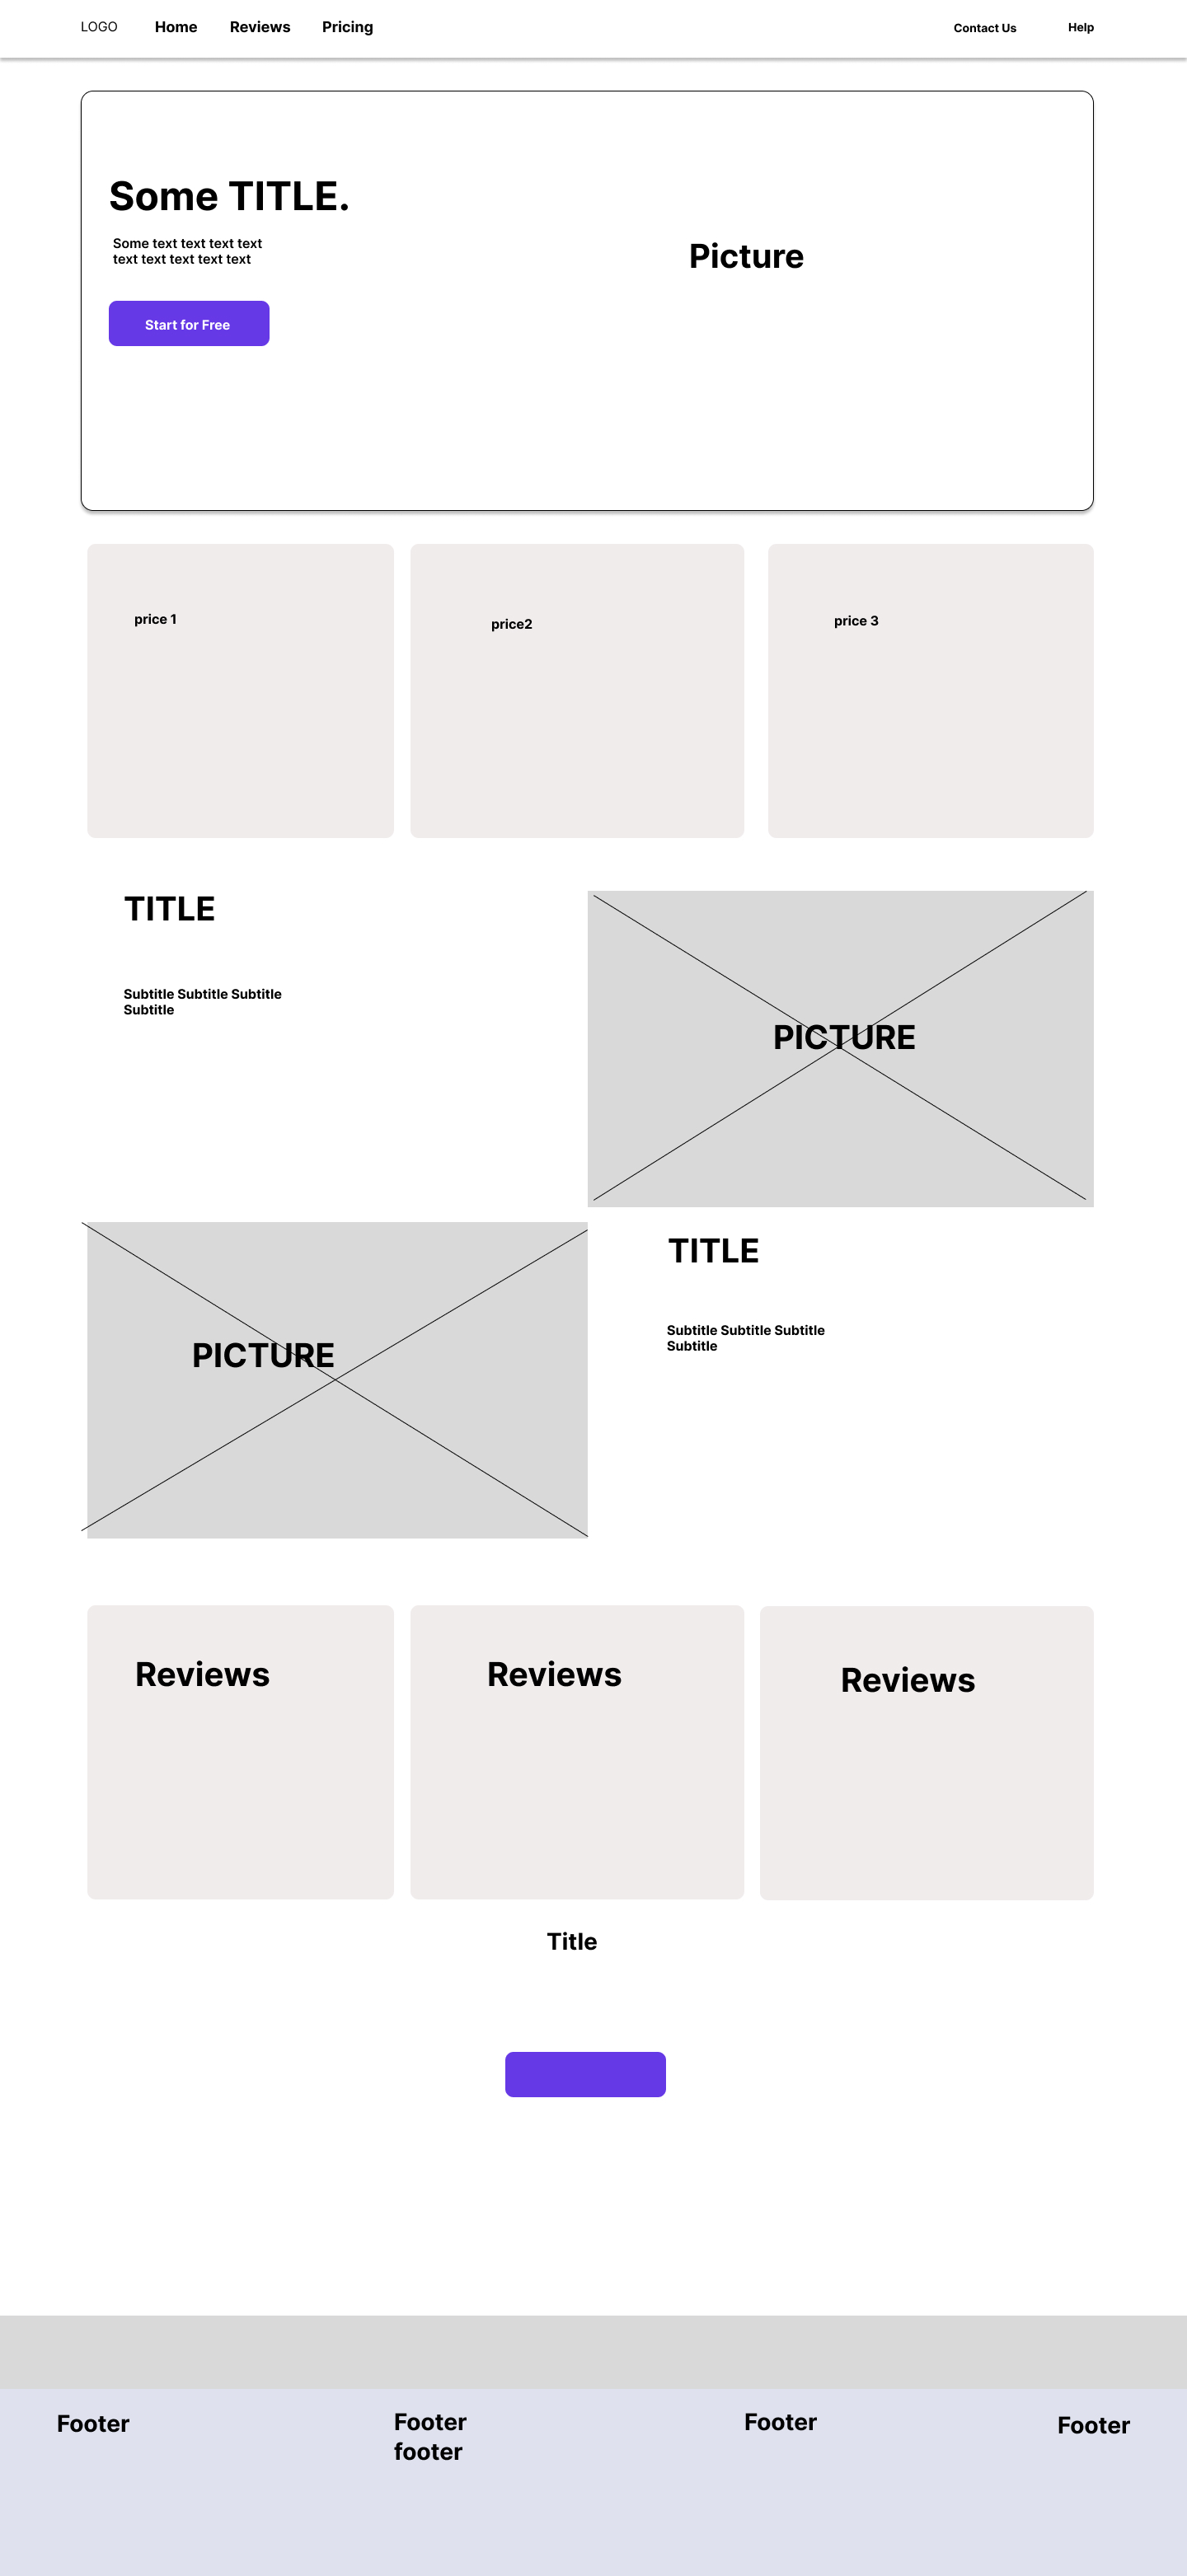 LOGO Home Reviews Pricing Contact Us Help
Some TITLE.
Some text text text text
text text text text text
Picture
Start for Free
price 1
price2
price 3
TITLE
Subtitle Subtitle Subtitle
Subtitle
PICTURE
PICTURE
TITLE
Subtitle Subtitle Subtitle
Subtitle
Reviews
Reviews
Reviews
Title
Footer
Footer
footer
Footer
Footer